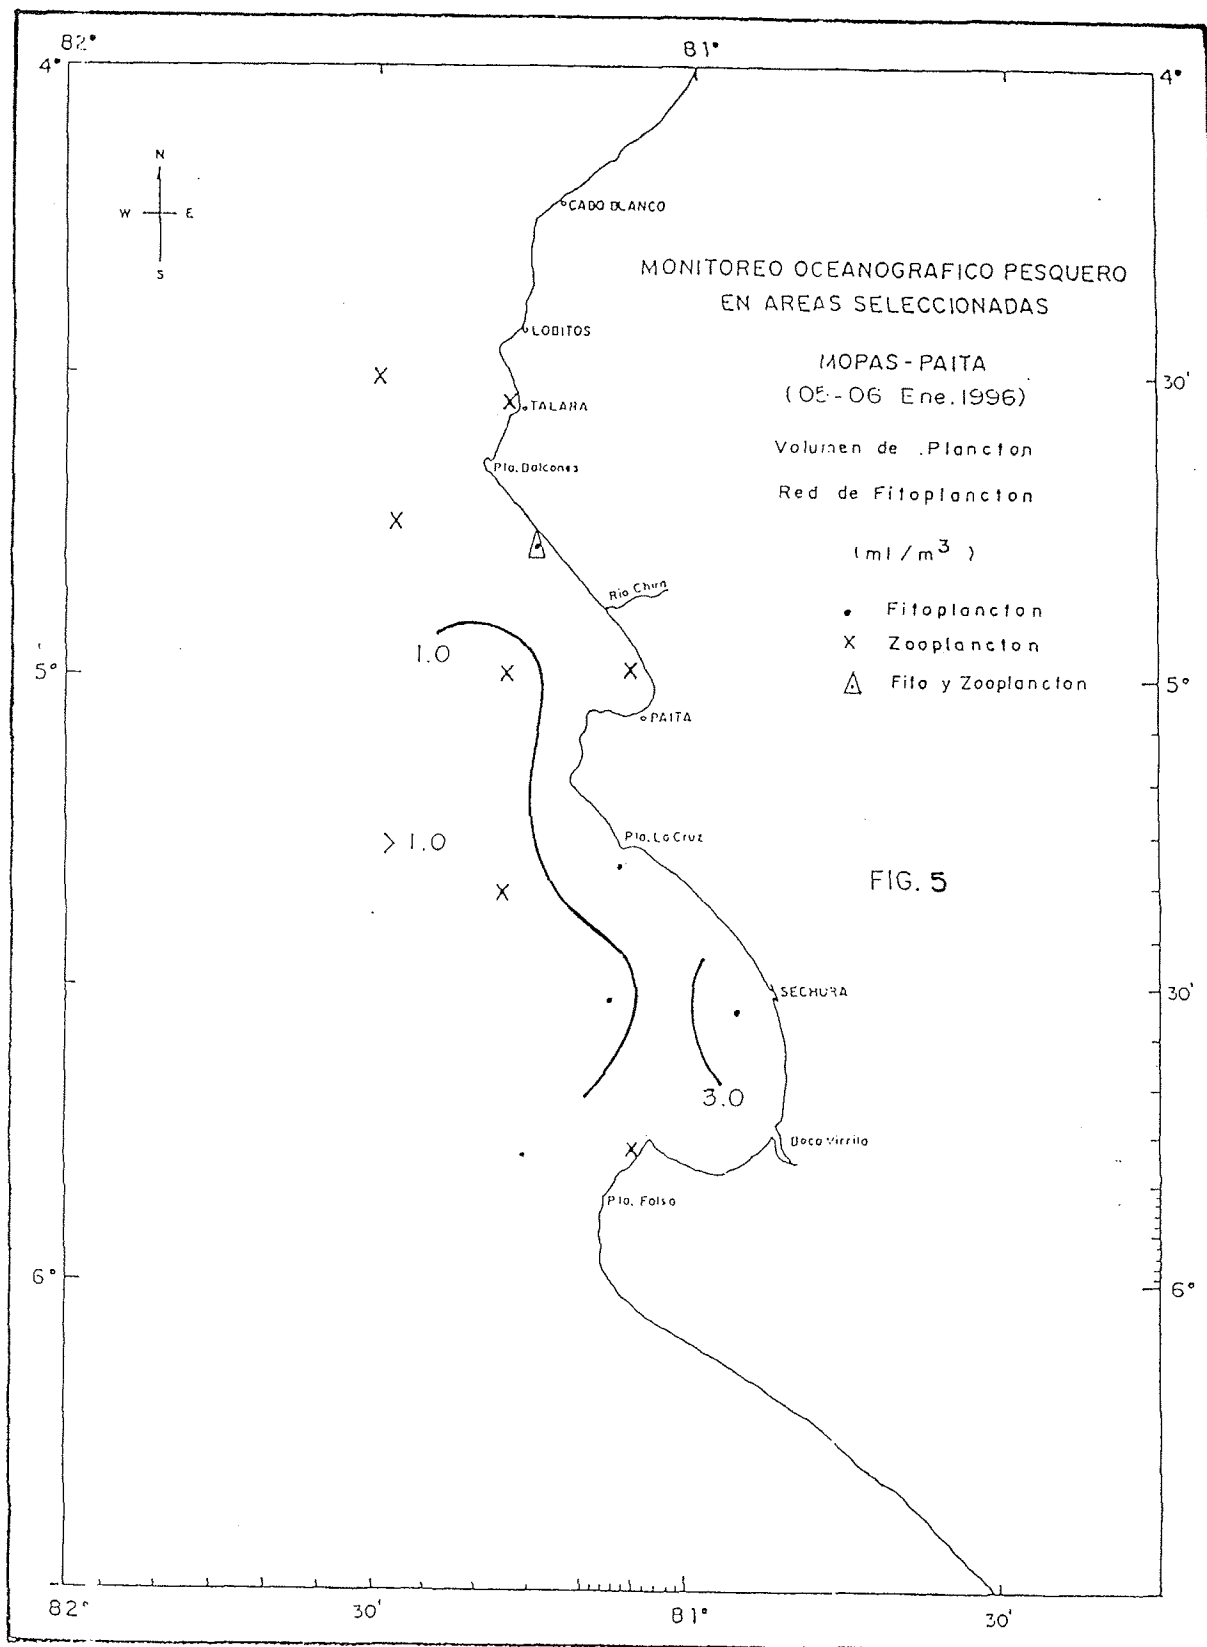 82°
81°
4°
4°
N
W E
S
CABO BLANCO
MONITOREO OCEANOGRAFICO PESQUERO
EN AREAS SELECCIONADAS
LOBITOS
MOPAS-PAITA
30'
(05-06 Ene.1996)
TALARA
Volumen de Plancton
Pta. Balcones
Red de Fitoplancton
(ml/m³)
Rio Chira
• Fitoplancton
X Zooplancton
Fito y Zooplancton
1.0
5°
5°
PAITA
Pta. La Cruz
> 1.0
FIG. 5
SECHURA
30'
3.0
Boca Virrila
Pta. Falsa
6°
6°
82°
30'
81°
30'